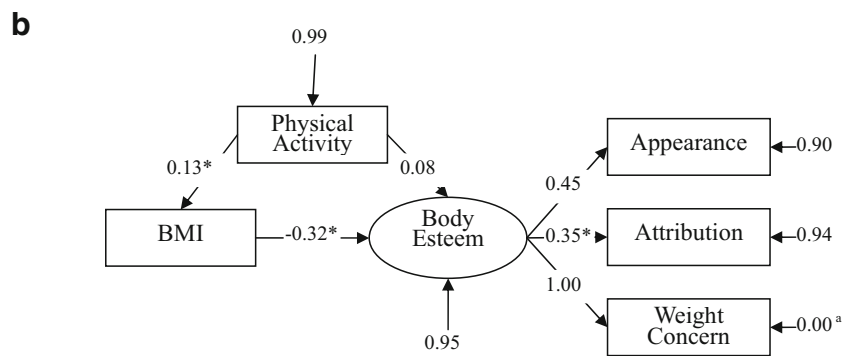 b
0.99
Physical
Activity
0.13*
0.08
BMI
-0.32*
Body
Esteem
0.95
0.45
0.35*
1.00
Appearance
0.90
Attribution
0.94
Weight
Concern
0.00 a